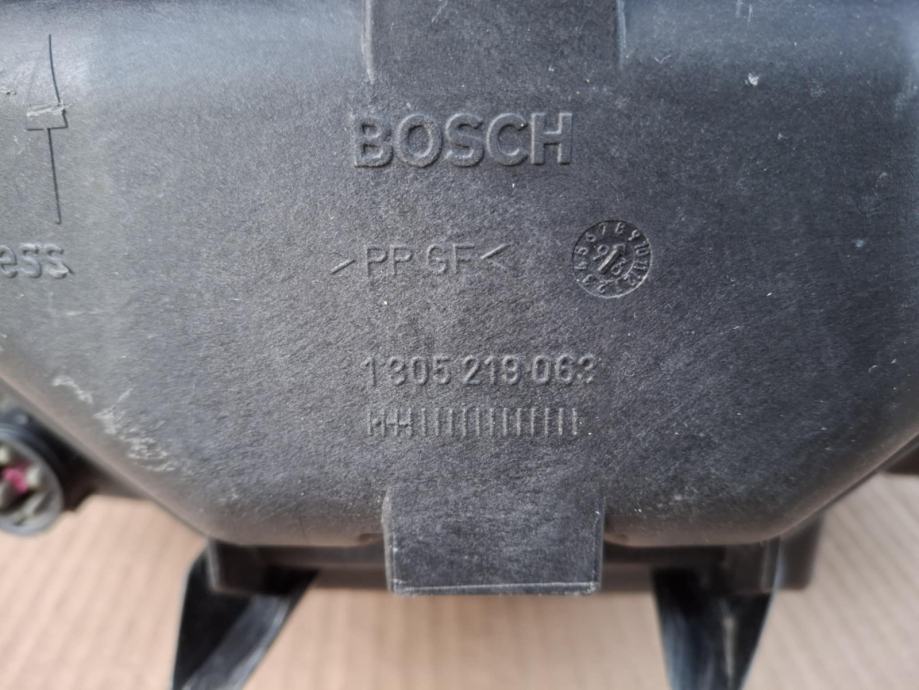 BOSCH
>PP GF<
ess
1 305 219 063